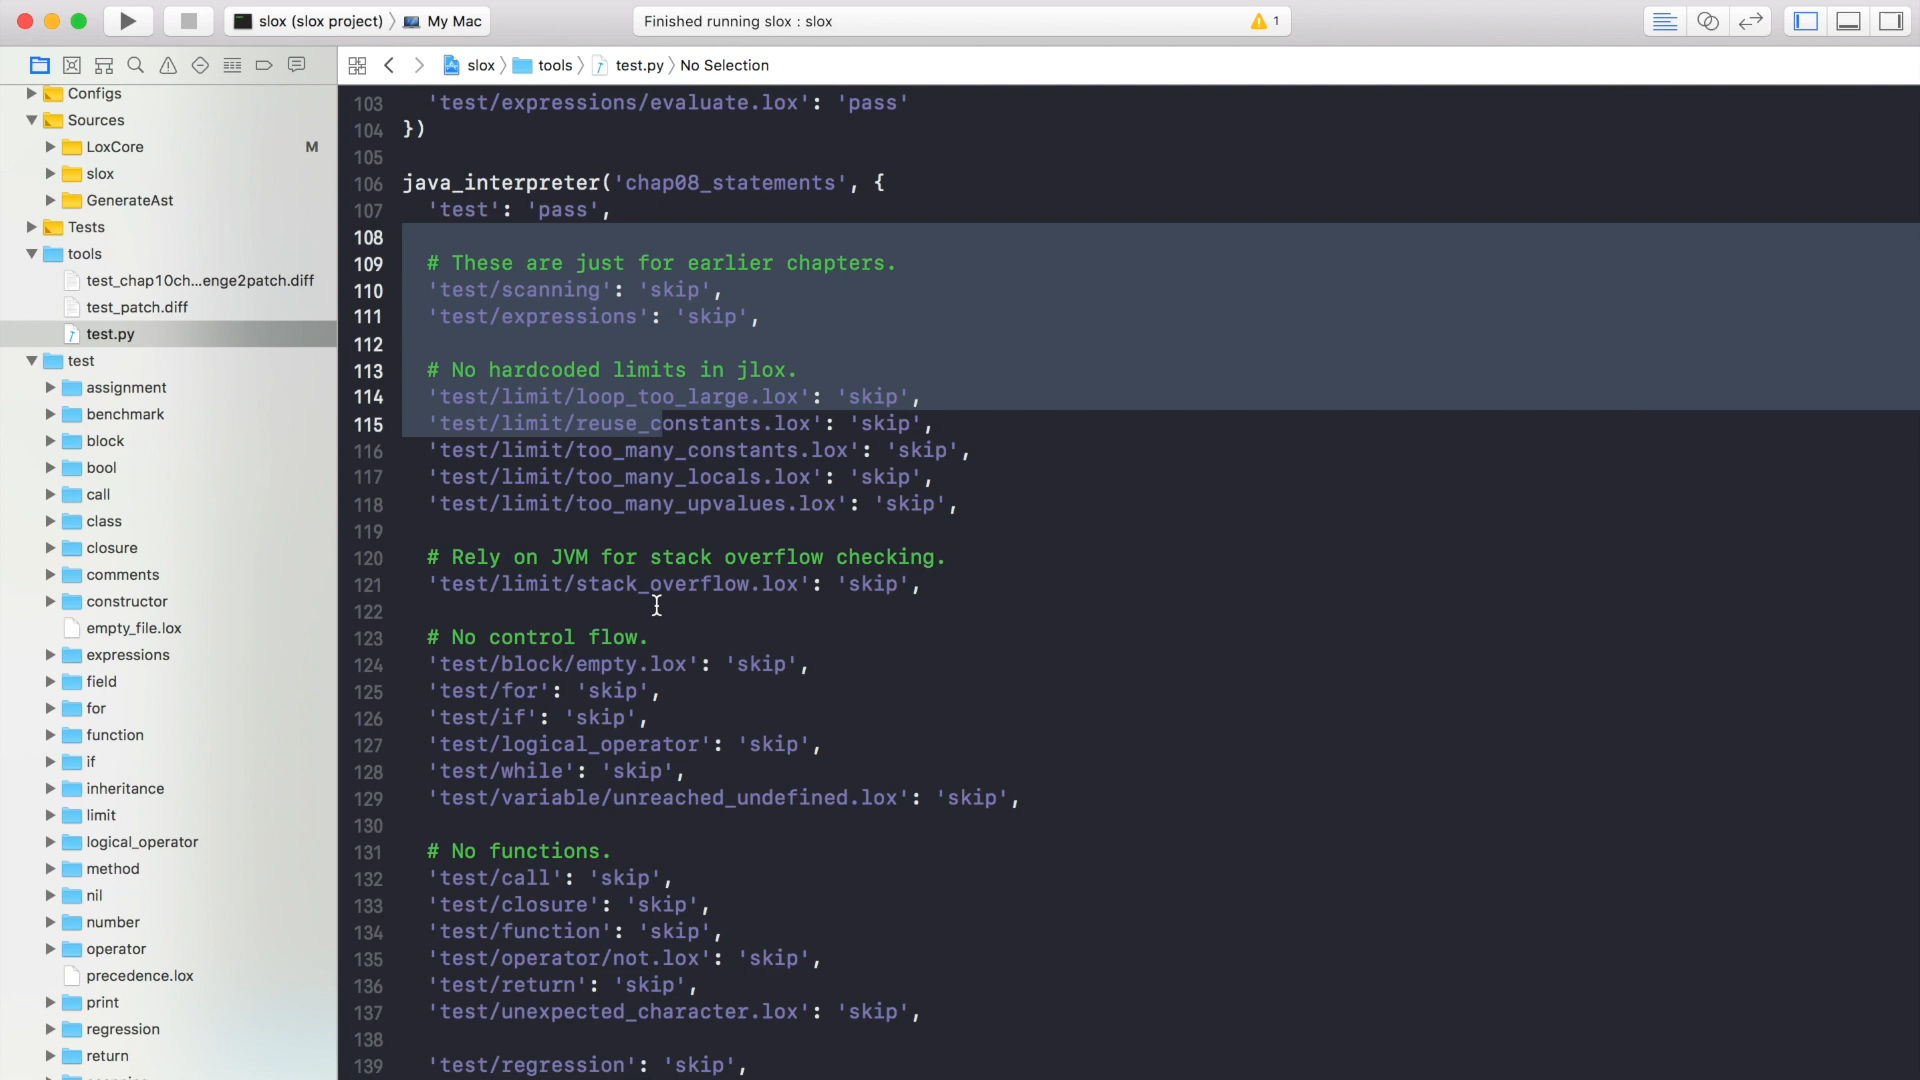 slox (slox project) 〉 My Mac
Finished running slox : slox
1
slox 〉 tools 〉 test.py 〉 No Selection
Configs
Sources
LoxCore M
slox
GenerateAst
Tests
tools
test_chap10ch...enge2patch.diff
test_patch.diff
test.py
test
assignment
benchmark
block
bool
call
class
closure
comments
constructor
empty_file.lox
expressions
field
for
function
if
inheritance
limit
logical_operator
method
nil
number
operator
precedence.lox
print
regression
return
103 'test/expressions/evaluate.lox': 'pass'
104 })
105
106 java_interpreter('chap08_statements', {
107 'test': 'pass',
108
109 # These are just for earlier chapters.
110 'test/scanning': 'skip',
111 'test/expressions': 'skip',
112
113 # No hardcoded limits in jlox.
114 'test/limit/loop_too_large.lox': 'skip',
115 'test/limit/reuse_constants.lox': 'skip',
116 'test/limit/too_many_constants.lox': 'skip',
117 'test/limit/too_many_locals.lox': 'skip',
118 'test/limit/too_many_upvalues.lox': 'skip',
119
120 # Rely on JVM for stack overflow checking.
121 'test/limit/stack_overflow.lox': 'skip',
122
123 # No control flow.
124 'test/block/empty.lox': 'skip',
125 'test/for': 'skip',
126 'test/if': 'skip',
127 'test/logical_operator': 'skip',
128 'test/while': 'skip',
129 'test/variable/unreached_undefined.lox': 'skip',
130
131 # No functions.
132 'test/call': 'skip',
133 'test/closure': 'skip',
134 'test/function': 'skip',
135 'test/operator/not.lox': 'skip',
136 'test/return': 'skip',
137 'test/unexpected_character.lox': 'skip',
138
139 'test/regression': 'skip',